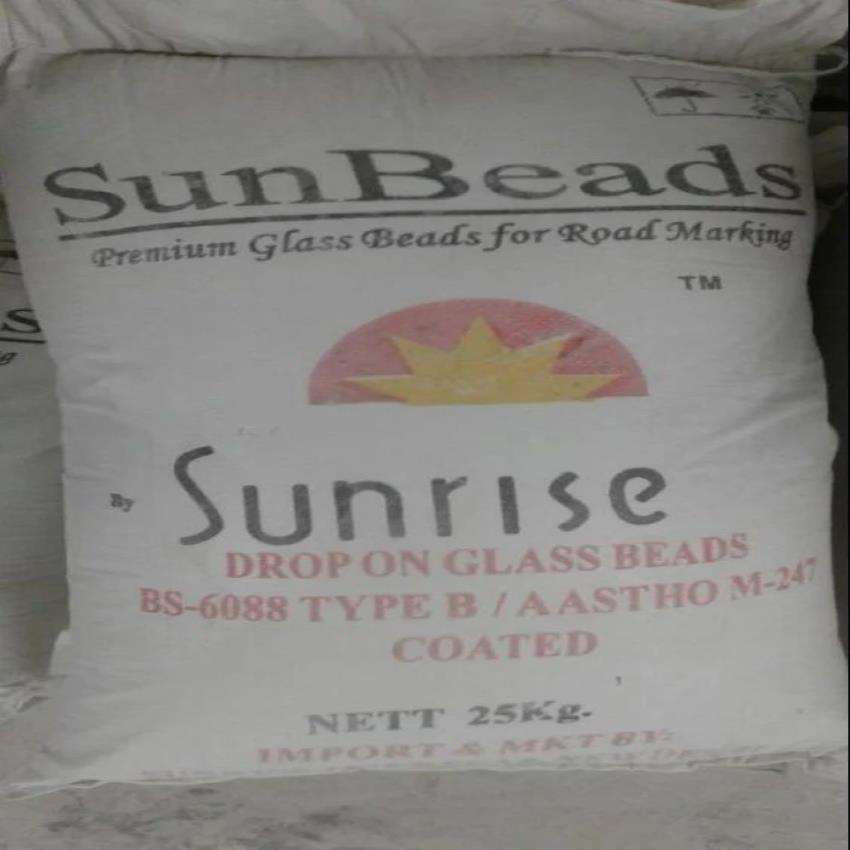 SunBeads
Premium Glass Beads for Road Marking
TM
By Sunrise
DROP ON GLASS BEADS
BS-6088 TYPE B / AASTHO M-247
COATED
NETT 25Kg.
IMPORT & MKT BY:
s
g